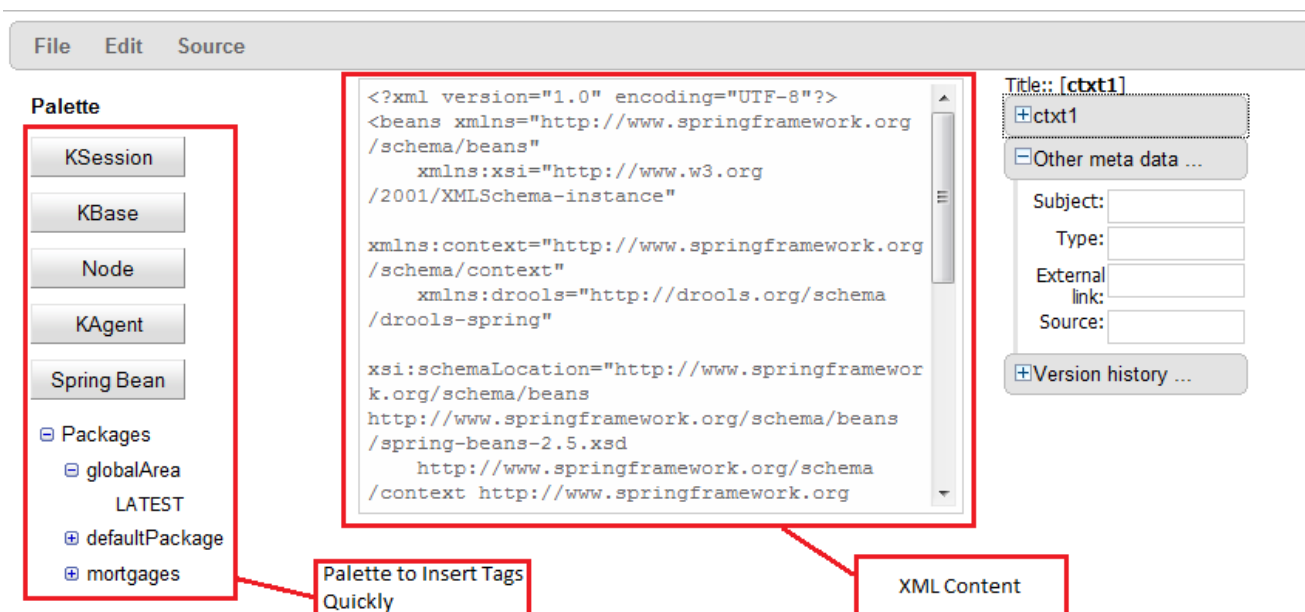 File Edit Source
Palette
KSession
KBase
Node
KAgent
Spring Bean
Packages
globalArea
LATEST
defaultPackage
mortgages
<?xml version="1.0" encoding="UTF-8"?>
<beans xmlns="http://www.springframework.org
/schema/beans"
xmlns:xsi="http://www.w3.org
/2001/XMLSchema-instance"
xmlns:context="http://www.springframework.org
/schema/context"
xmlns:drools="http://drools.org/schema
/drools-spring"
xsi:schemaLocation="http://www.springframewor
k.org/schema/beans
http://www.springframework.org/schema/beans
/spring-beans-2.5.xsd
http://www.springframework.org/schema
/context http://www.springframework.org
Title:: [ctxt1]
ctxt1
Other meta data ...
Subject:
Type:
External
link:
Source:
Version history ...
Palette to Insert Tags
Quickly
XML Content